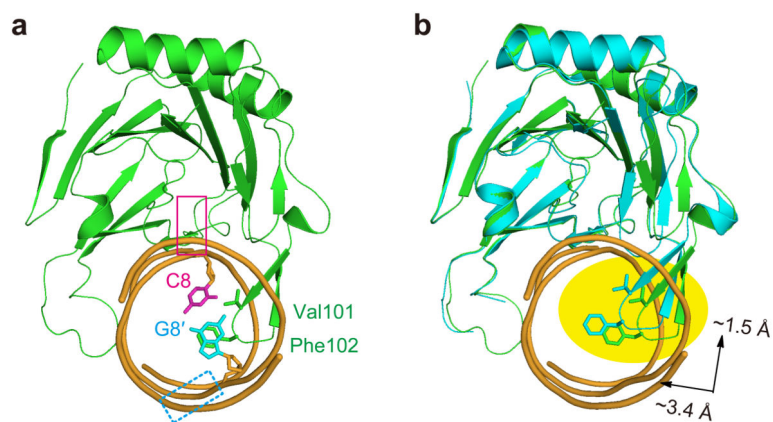 a
b
C8
G8′
Val101
Phe102
~1.5 Å
~3.4 Å